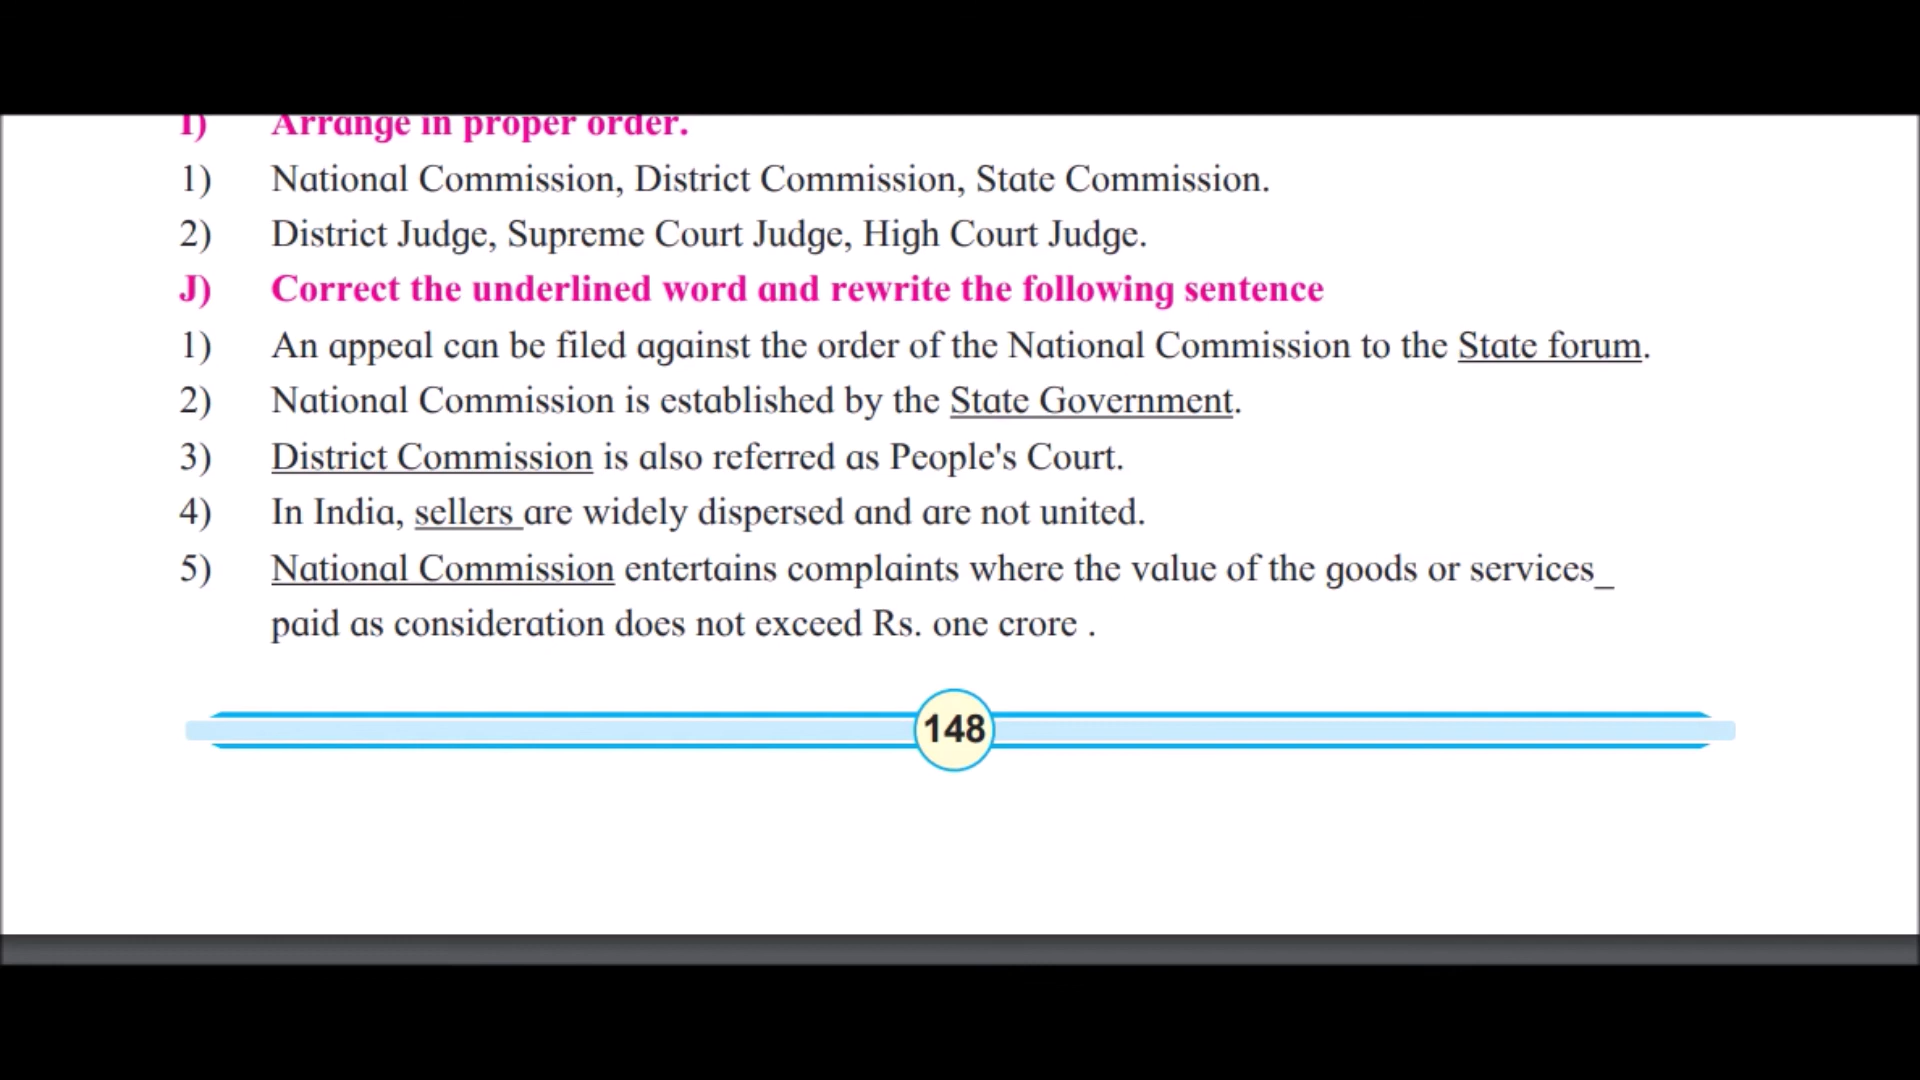 I) Arrange in proper order.
1) National Commission, District Commission, State Commission.
2) District Judge, Supreme Court Judge, High Court Judge.
J) Correct the underlined word and rewrite the following sentence
1) An appeal can be filed against the order of the National Commission to the State forum.
2) National Commission is established by the State Government.
3) District Commission is also referred as People's Court.
4) In India, sellers are widely dispersed and are not united.
5) National Commission entertains complaints where the value of the goods or services_
paid as consideration does not exceed Rs. one crore .
148